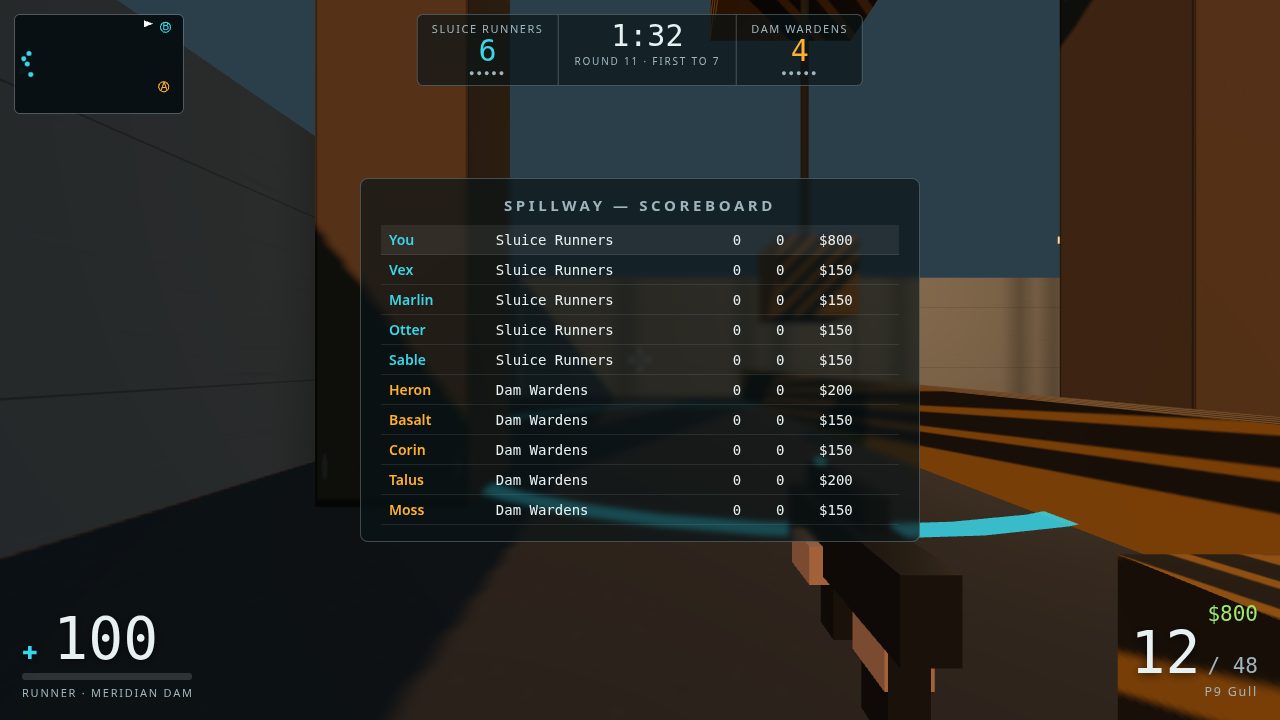 B
A
SLUICE RUNNERS
6
1:32
ROUND 11 · FIRST TO 7
DAM WARDENS
4
SPILLWAY — SCOREBOARD
You Sluice Runners 0 0 $800
Vex Sluice Runners 0 0 $150
Marlin Sluice Runners 0 0 $150
Otter Sluice Runners 0 0 $150
Sable Sluice Runners 0 0 $150
Heron Dam Wardens 0 0 $200
Basalt Dam Wardens 0 0 $150
Corin Dam Wardens 0 0 $150
Talus Dam Wardens 0 0 $200
Moss Dam Wardens 0 0 $150
+ 100
RUNNER · MERIDIAN DAM
$800
12 / 48
P9 Gull